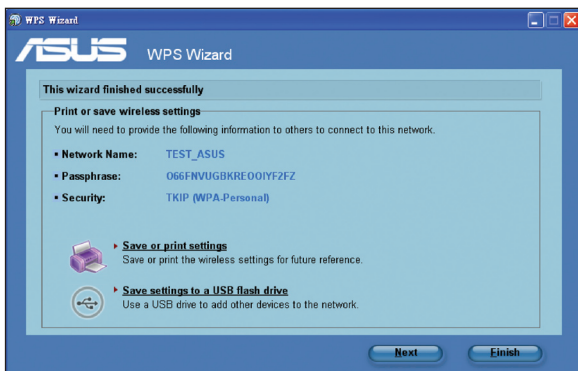 WPS Wizard
ASUS WPS Wizard
This wizard finished successfully
Print or save wireless settings
You will need to provide the following information to others to connect to this network.
▪ Network Name: TEST_ASUS
▪ Passphrase: O66FNVUGBKREOOIYF2FZ
▪ Security: TKIP (WPA-Personal)
Save or print settings
Save or print the wireless settings for future reference.
Save settings to a USB flash drive
Use a USB drive to add other devices to the network.
Next Finish